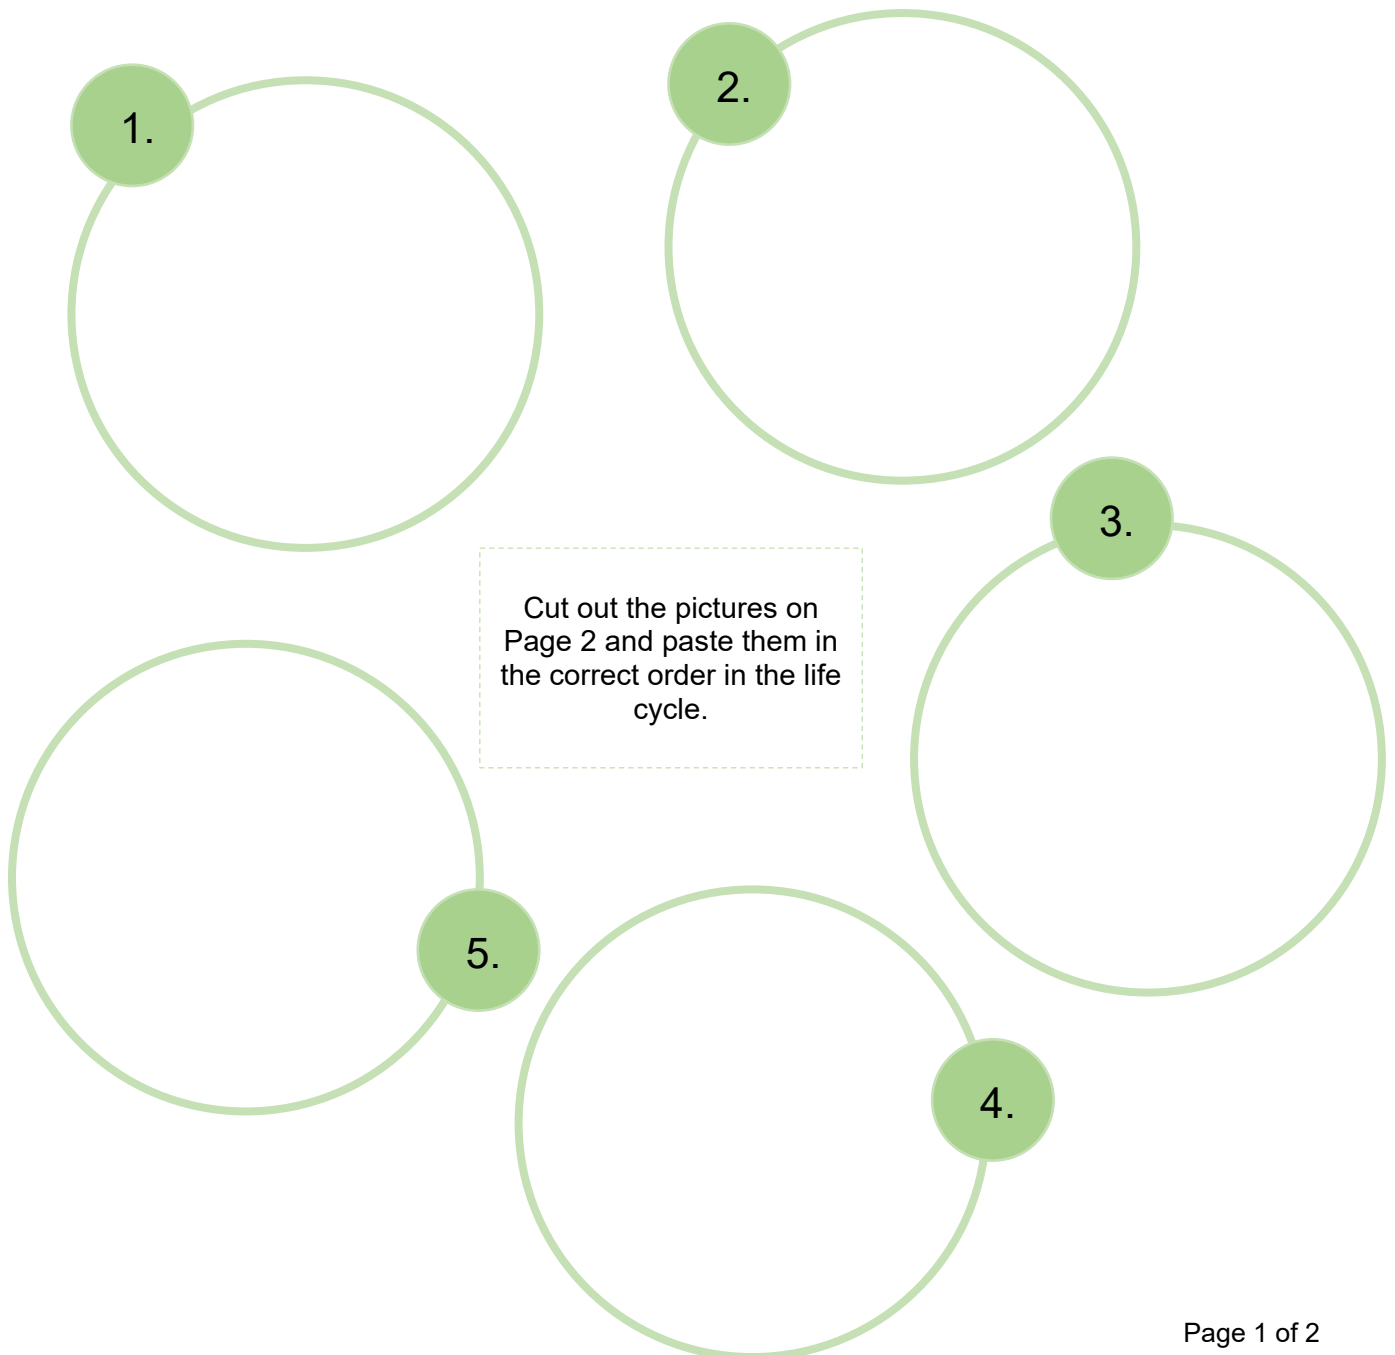 1.
2.
3.
Cut out the pictures on
Page 2 and paste them in
the correct order in the life
cycle.
5.
4.
Page 1 of 2